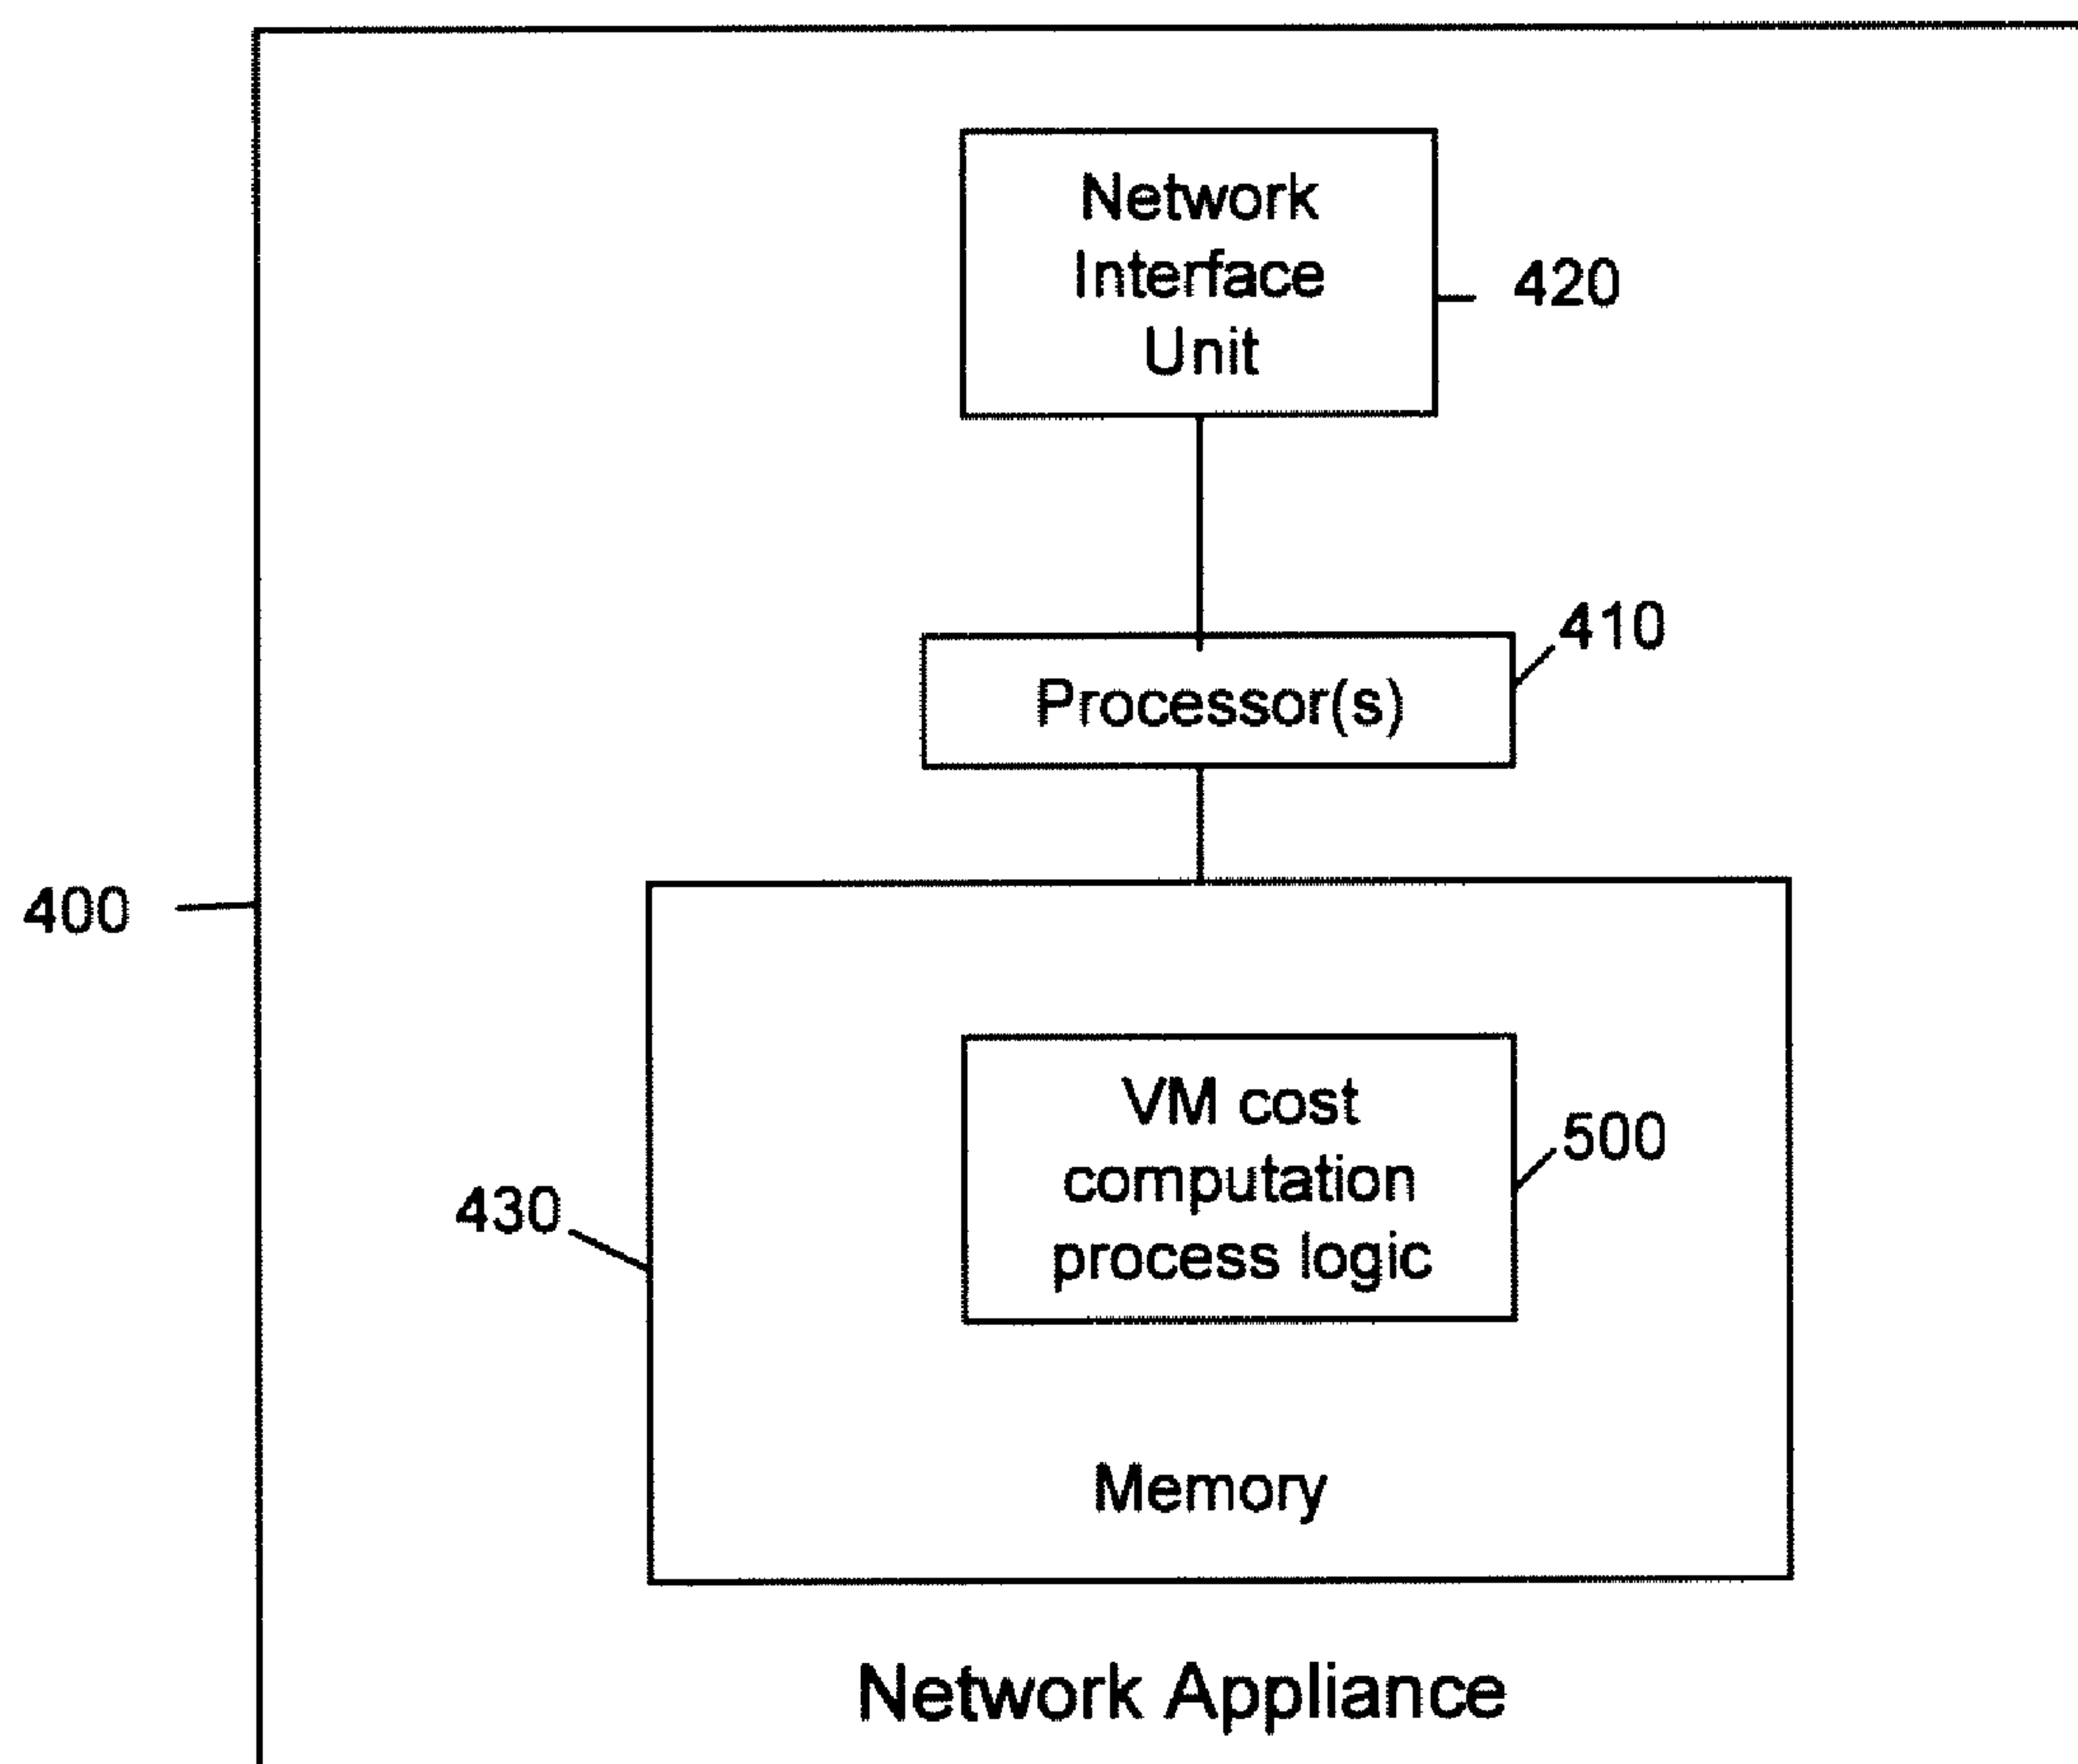 Network
Interface
Unit
420
410
Processor(s)
400
VM cost
computation
process logic
500
430
Memory
Network Appliance